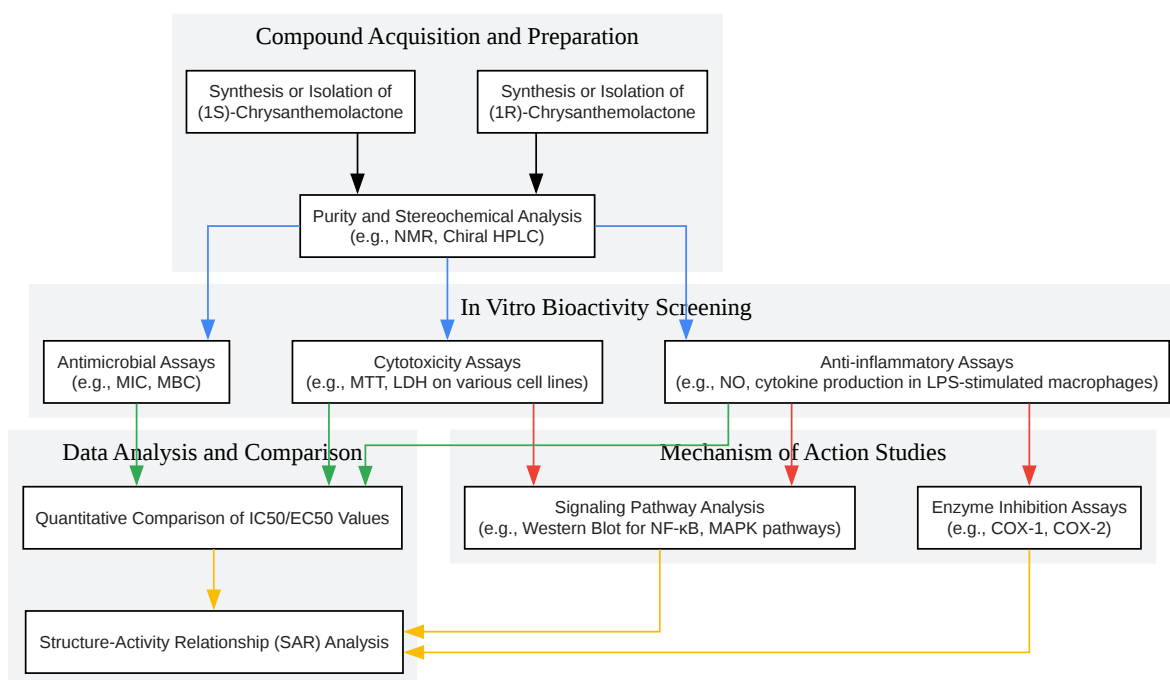 Compound Acquisition and Preparation
Synthesis or Isolation of
(1S)-Chrysanthemolactone
Synthesis or Isolation of
(1R)-Chrysanthemolactone
Purity and Stereochemical Analysis
(e.g., NMR, Chiral HPLC)
In Vitro Bioactivity Screening
Antimicrobial Assays
(e.g., MIC, MBC)
Cytotoxicity Assays
(e.g., MTT, LDH on various cell lines)
Anti-inflammatory Assays
(e.g., NO, cytokine production in LPS-stimulated macrophages)
Data Analysis and Comparison
Mechanism of Action Studies
Quantitative Comparison of IC50/EC50 Values
Signaling Pathway Analysis
(e.g., Western Blot for NF-κB, MAPK pathways)
Enzyme Inhibition Assays
(e.g., COX-1, COX-2)
Structure-Activity Relationship (SAR) Analysis